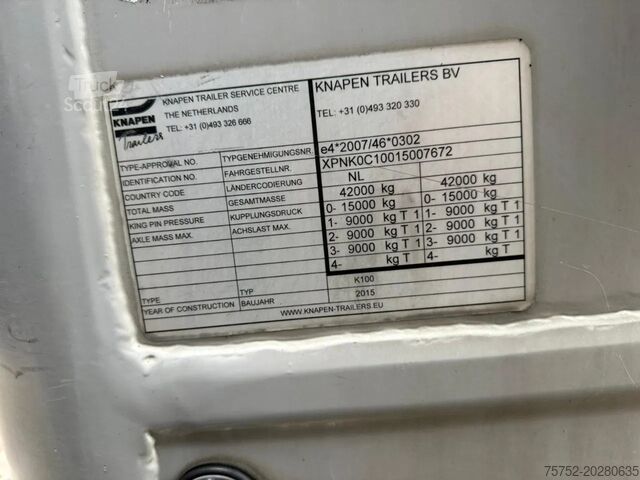 KNAPEN TRAILER SERVICE CENTRE
THE NETHERLANDS
TEL: +31 (0)493 326 666
KNAPEN
Trailers
KNAPEN TRAILERS BV
TEL: +31 (0)493 320 330
TYPE-APPROVAL NO. TYPGENEHMIGUNGSNR. e4*2007/46*0302
IDENTIFICATION NO. FAHRGESTELLNR. XPNK0C10015007672
COUNTRY CODE LÄNDERCODIERUNG NL
TOTAL MASS GESAMTMASSE 42000 kg 42000 kg
KING PIN PRESSURE KUPPLUNGSDRUCK 0- 15000 kg 0- 15000 kg
AXLE MASS MAX. ACHSLAST MAX. 1- 9000 kg T 1 1- 9000 kg T 1
2- 9000 kg T 1 2- 9000 kg T 1
3- 9000 kg T 1 3- 9000 kg T 1
4- kg T 4- kg T
TYPE TYP K100
YEAR OF CONSTRUCTION BAUJAHR 2015
WWW.KNAPEN-TRAILERS.EU
Truck
Scout24
75752-20280635